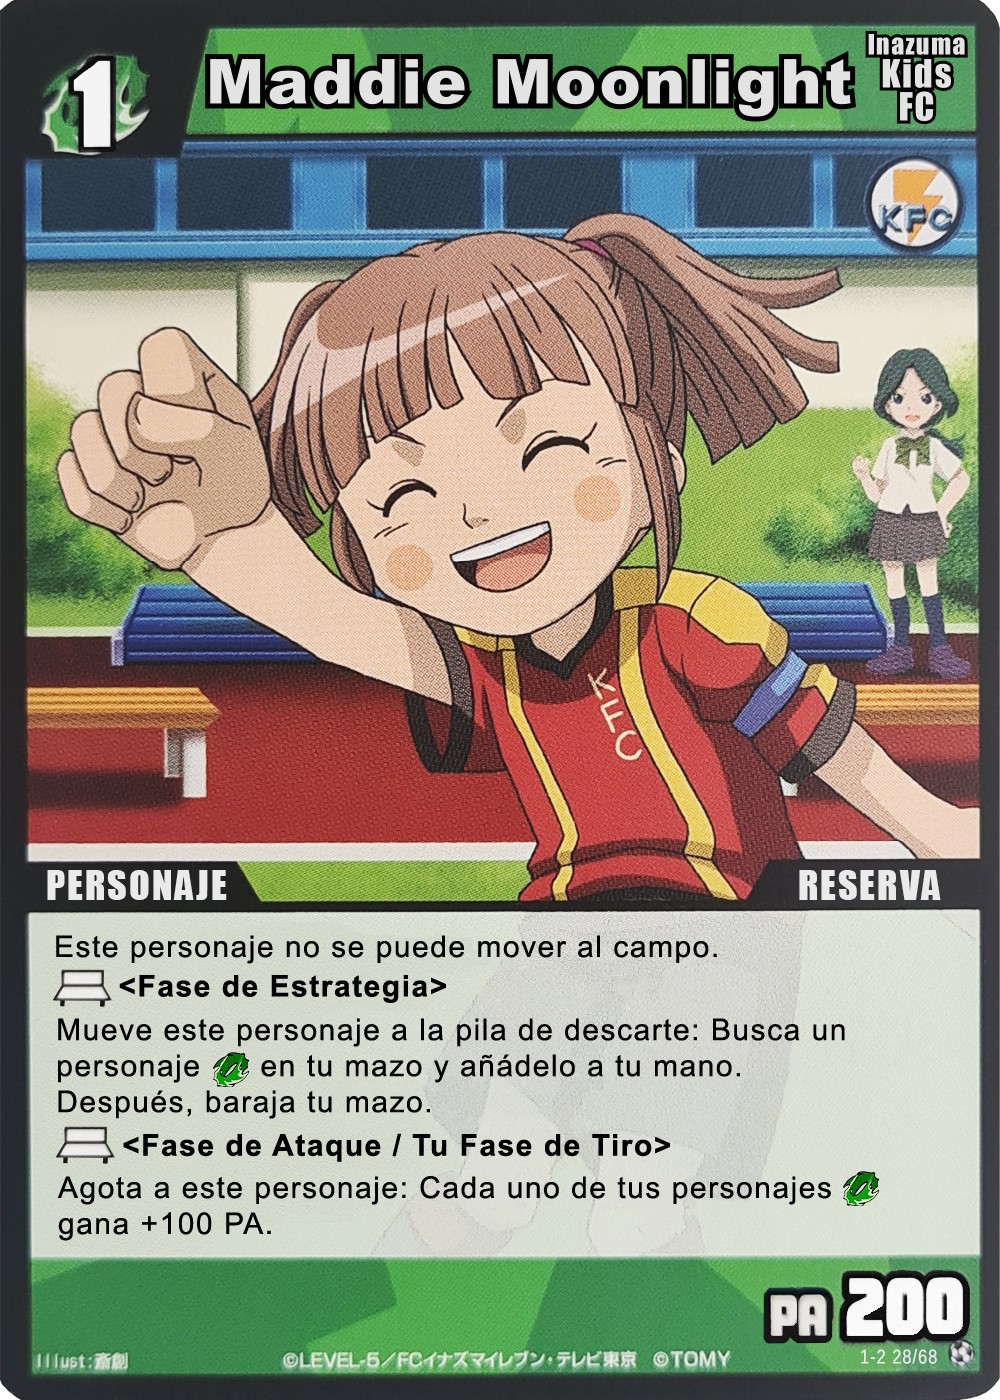 1
Maddie Moonlight
Inazuma
Kids
FC
KFC
KFC
PERSONAJE
RESERVA
Este personaje no se puede mover al campo.
<Fase de Estrategia>
Mueve este personaje a la pila de descarte: Busca un
personaje en tu mazo y añádelo a tu mano.
Después, baraja tu mazo.
<Fase de Ataque / Tu Fase de Tiro>
Agota a este personaje: Cada uno de tus personajes
gana +100 PA.
PA 200
1-2 28/68
Illust:斎創
©LEVEL-5/FCイナズマイレブン・テレビ東京 ©TOMY